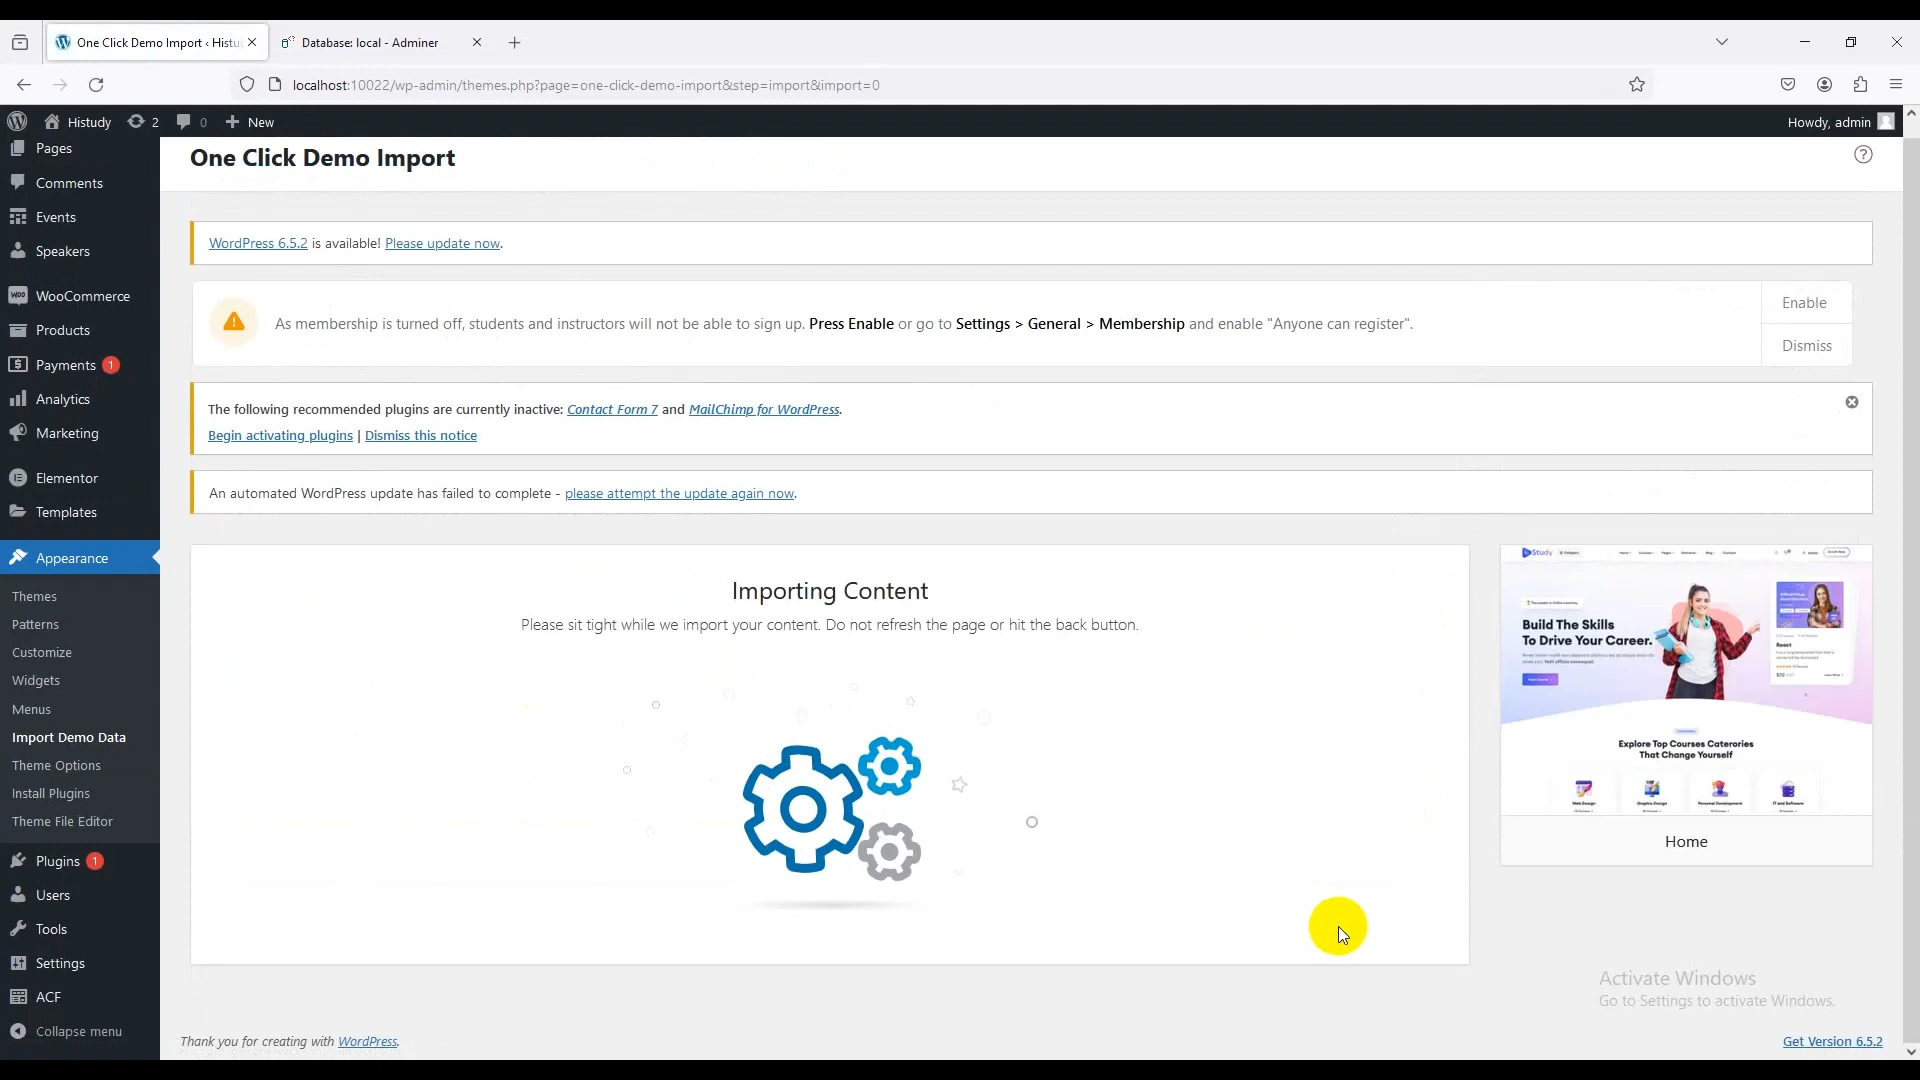 One Click Demo Import ‹ Histu
Database: local - Adminer
localhost:10022/wp-admin/themes.php?page=one-click-demo-import&step=import&import=0
Histudy
2
0
New
Howdy, admin
Pages
Comments
Events
Speakers
WooCommerce
Products
Payments 1
Analytics
Marketing
Elementor
Templates
Appearance
Themes
Patterns
Customize
Widgets
Menus
Import Demo Data
Theme Options
Install Plugins
Theme File Editor
Plugins 1
Users
Tools
Settings
ACF
Collapse menu
One Click Demo Import
WordPress 6.5.2 is available! Please update now.
As membership is turned off, students and instructors will not be able to sign up. Press Enable or go to Settings > General > Membership and enable "Anyone can register".
Enable
Dismiss
The following recommended plugins are currently inactive: Contact Form 7 and MailChimp for WordPress.
Begin activating plugins | Dismiss this notice
An automated WordPress update has failed to complete - please attempt the update again now.
Importing Content
Please sit tight while we import your content. Do not refresh the page or hit the back button.
Build The Skills
To Drive Your Career.
React
Explore Top Courses Caterories
That Change Yourself
Web Design
Graphic Design
Personal Development
IT and Software
Home
Activate Windows
Go to Settings to activate Windows.
Thank you for creating with WordPress.
Get Version 6.5.2